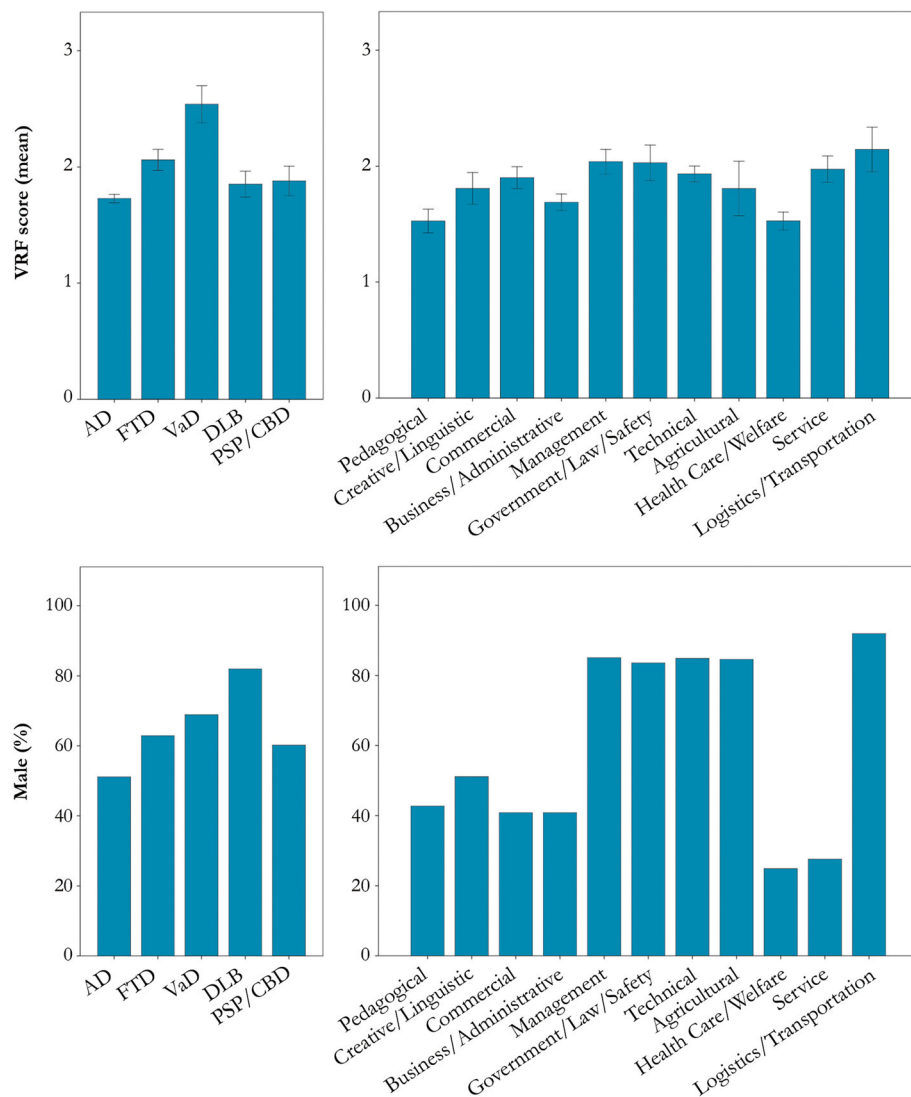 VRF score (mean)
3
2
1
0
AD
FTD
VaD
DLB
PSP/CBD
3
2
1
0
Pedagogical
Creative/Linguistic
Commercial
Business/Administrative
Management
Government/Law/Safety
Technical
Agricultural
Health Care/Welfare
Service
Logistics/Transportation
Male (%)
100
80
60
40
20
0
AD
FTD
VaD
DLB
PSP/CBD
100
80
60
40
20
0
Pedagogical
Creative/Linguistic
Commercial
Business/Administrative
Management
Government/Law/Safety
Technical
Agricultural
Health Care/Welfare
Service
Logistics/Transportation